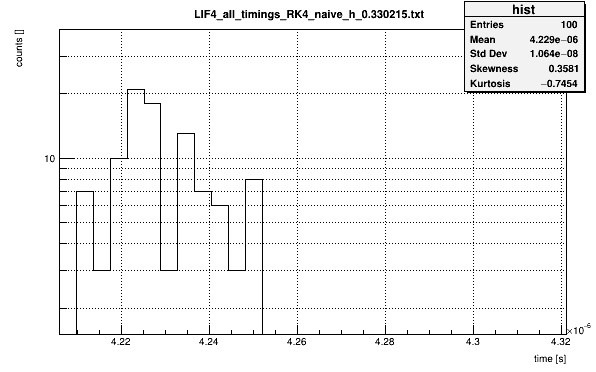 LIF4_all_timings_RK4_naive_h_0.330215.txt
hist
Entries 100
Mean 4.229e−06
Std Dev 1.064e−08
Skewness 0.3581
Kurtosis −0.7454
counts []
10
4.22 4.24 4.26 4.28 4.3 4.32
×10⁻⁶
time [s]